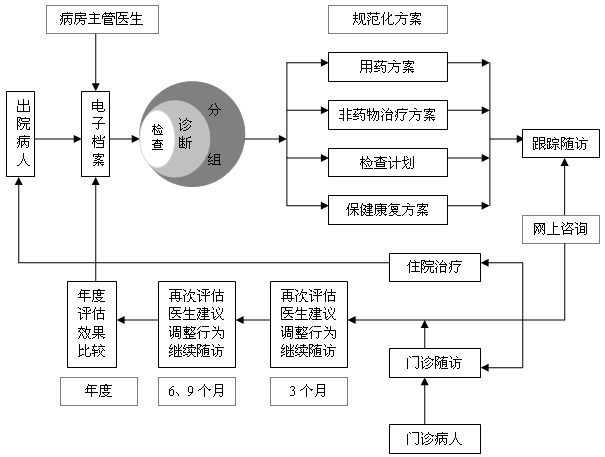 病房主管医生
规范化方案
出院病人
电子档案
检查
诊断
分组
用药方案
非药物治疗方案
检查计划
保健康复方案
跟踪随访
网上咨询
住院治疗
年度
评估
效果
比较
再次评估
医生建议
调整行为
继续随访
再次评估
医生建议
调整行为
继续随访
门诊随访
年度
6、9个月
3个月
门诊病人